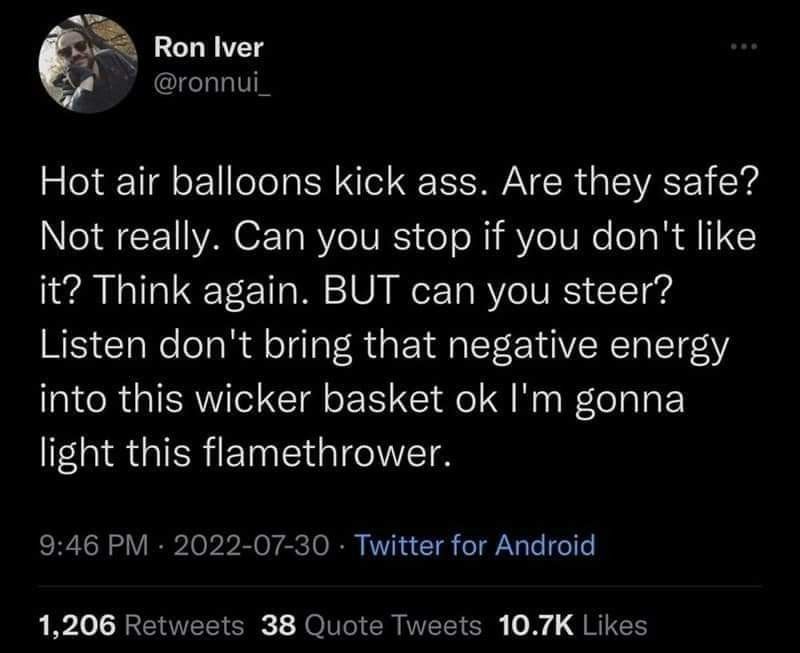 Ron Iver
@ronnui_
Hot air balloons kick ass. Are they safe?
Not really. Can you stop if you don't like
it? Think again. BUT can you steer?
Listen don't bring that negative energy
into this wicker basket ok I'm gonna
light this flamethrower.
9:46 PM · 2022-07-30 · Twitter for Android
1,206 Retweets 38 Quote Tweets 10.7K Likes